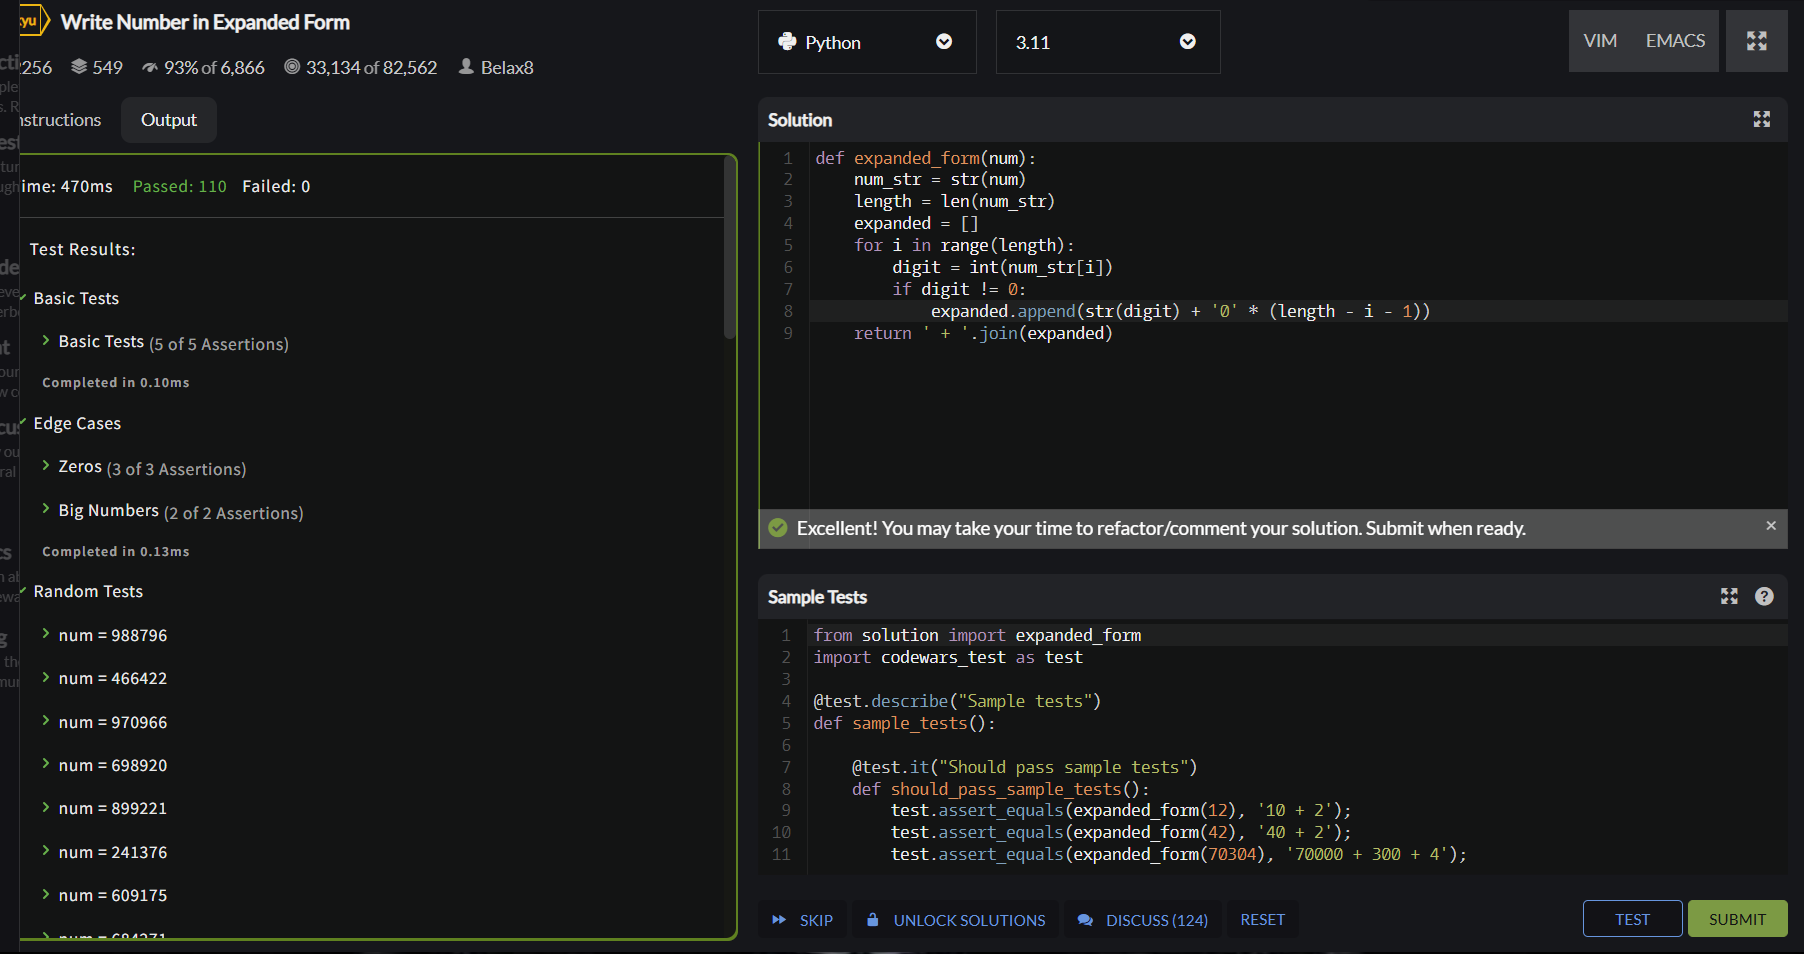 yu Write Number in Expanded Form
256 549 93% of 6,866 33,134 of 82,562 Belax8
nstructions Output
ime: 470ms Passed: 110 Failed: 0
Test Results:
Basic Tests
Basic Tests (5 of 5 Assertions)
Completed in 0.10ms
Edge Cases
Zeros (3 of 3 Assertions)
Big Numbers (2 of 2 Assertions)
Completed in 0.13ms
Random Tests
num = 988796
num = 466422
num = 970966
num = 698920
num = 899221
num = 241376
num = 609175
num = 684271
Python 3.11 VIM EMACS
Solution
1 def expanded_form(num):
2 num_str = str(num)
3 length = len(num_str)
4 expanded = []
5 for i in range(length):
6 digit = int(num_str[i])
7 if digit != 0:
8 expanded.append(str(digit) + '0' * (length - i - 1))
9 return ' + '.join(expanded)
Excellent! You may take your time to refactor/comment your solution. Submit when ready. ×
Sample Tests ?
1 from solution import expanded_form
2 import codewars_test as test
3
4 @test.describe("Sample tests")
5 def sample_tests():
6
7 @test.it("Should pass sample tests")
8 def should_pass_sample_tests():
9 test.assert_equals(expanded_form(12), '10 + 2');
10 test.assert_equals(expanded_form(42), '40 + 2');
11 test.assert_equals(expanded_form(70304), '70000 + 300 + 4');
SKIP UNLOCK SOLUTIONS DISCUSS (124) RESET TEST SUBMIT